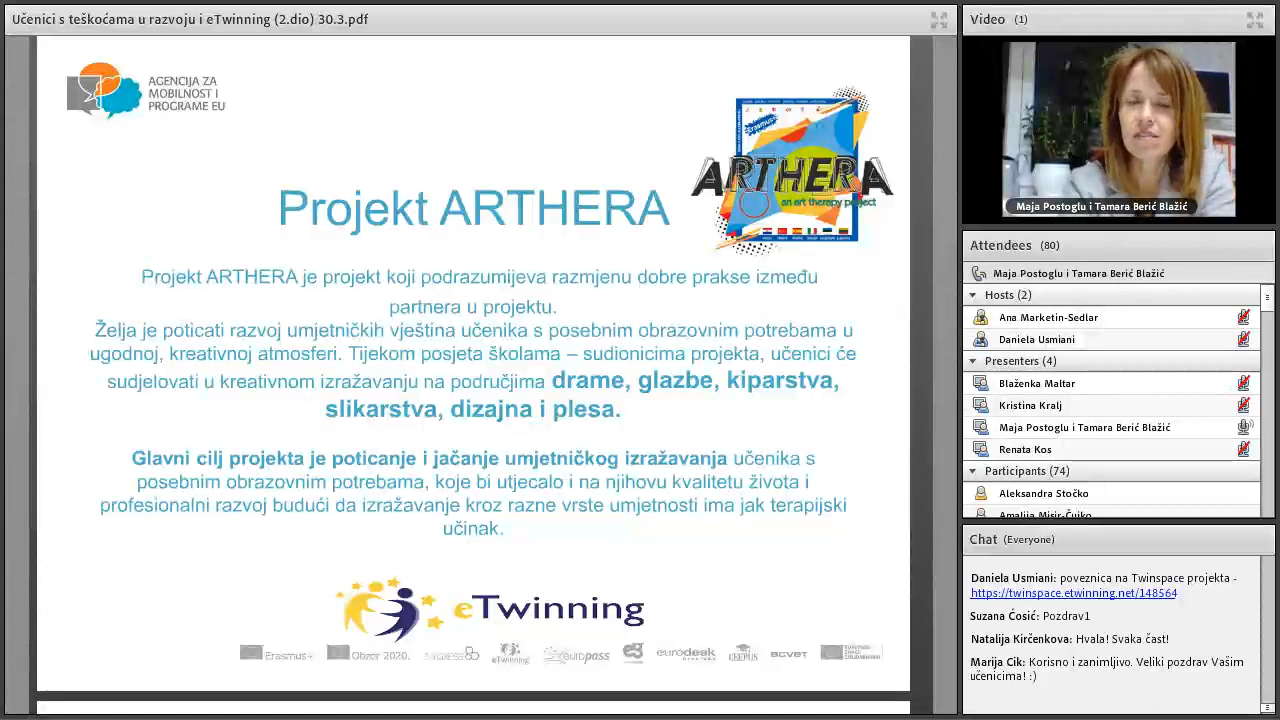 Učenici s teškoćama u razvoju i eTwinning (2.dio) 30.3.pdf
AGENCIJA ZA
MOBILNOST I
PROGRAME EU
Erasmus+
ARTHERA
an art therapy project
Projekt ARTHERA
Projekt ARTHERA je projekt koji podrazumijeva razmjenu dobre prakse između
partnera u projektu.
Želja je poticati razvoj umjetničkih vještina učenika s posebnim obrazovnim potrebama u
ugodnoj, kreativnoj atmosferi. Tijekom posjeta školama – sudionicima projekta, učenici će
sudjelovati u kreativnom izražavanju na područjima drame, glazbe, kiparstva,
slikarstva, dizajna i plesa.
Glavni cilj projekta je poticanje i jačanje umjetničkog izražavanja učenika s
posebnim obrazovnim potrebama, koje bi utjecalo i na njihovu kvalitetu života i
profesionalni razvoj budući da izražavanje kroz razne vrste umjetnosti ima jak terapijski
učinak.
eTwinning
Erasmus+ Obzor 2020. eTwinning europass eurodesk CEEPUS ECVET
Video (1)
Maja Postoglu i Tamara Berić Blažić
Attendees (80)
Maja Postoglu i Tamara Berić Blažić
Hosts (2)
Ana Marketin-Sedlar
Daniela Usmiani
Presenters (4)
Blaženka Maltar
Kristina Kralj
Maja Postoglu i Tamara Berić Blažić
Renata Kos
Participants (74)
Aleksandra Stočko
Chat (Everyone)
Daniela Usmiani: poveznica na Twinspace projekta -
https://twinspace.etwinning.net/148564
Suzana Ćosić: Pozdrav1
Natalija Kirčenkova: Hvala! Svaka čast!
Marija Cik: Korisno i zanimljivo. Veliki pozdrav Vašim
učenicima! :)